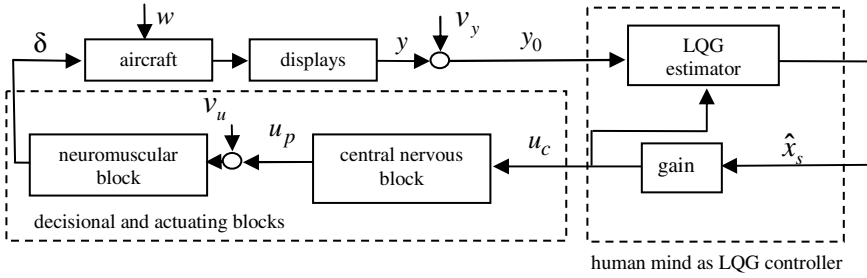 w
v_y
δ
aircraft
displays
y
y_0
LQG
estimator
v_u
u_p
u_c
x̂_s
neuromuscular
block
central nervous
block
gain
decisional and actuating blocks
human mind as LQG controller